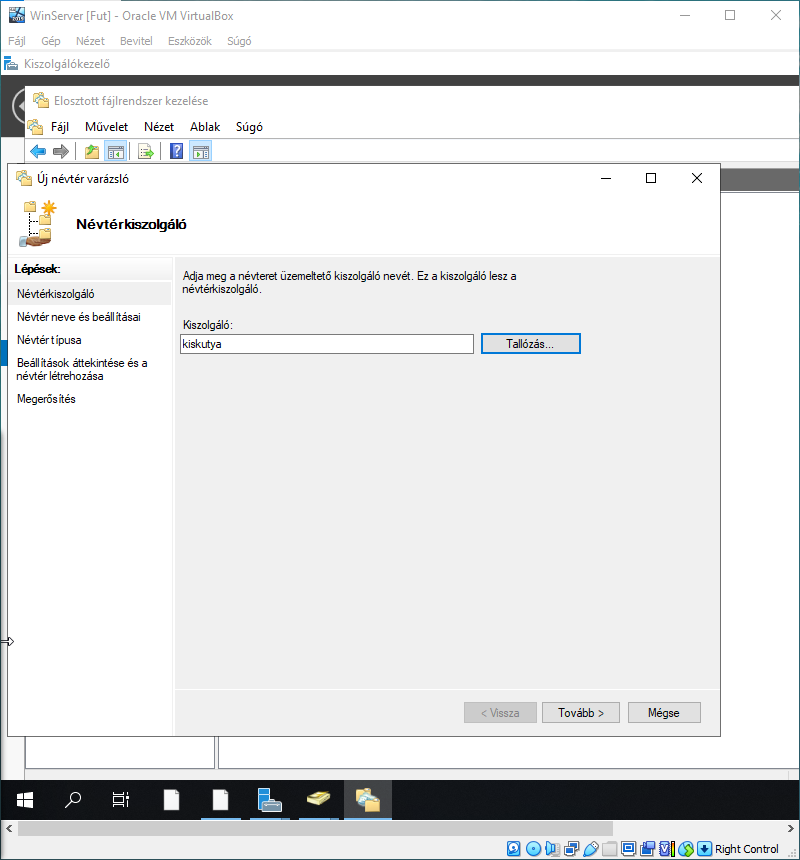 WinServer [Fut] - Oracle VM VirtualBox
Fájl Gép Nézet Bevitel Eszközök Súgó
Kiszolgálókezelő
Elosztott fájlrendszer kezelése
Fájl Művelet Nézet Ablak Súgó
Új névtér varázsló
Névtérkiszolgáló
Lépések:
Névtérkiszolgáló
Névtér neve és beállításai
Névtér típusa
Beállítások áttekintése és a
névtér létrehozása
Megerősítés
Adja meg a névteret üzemeltető kiszolgáló nevét. Ez a kiszolgáló lesz a
névtérkiszolgáló.
Kiszolgáló:
kiskutya
Tallózás...
< Vissza
Tovább >
Mégse
Right Control